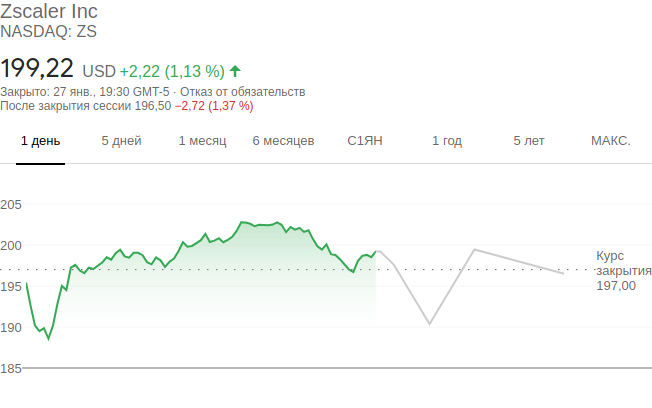 Zscaler Inc
NASDAQ: ZS
199,22 USD +2,22 (1,13 %)
Закрыто: 27 янв., 19:30 GMT-5 · Отказ от обязательств
После закрытия сессии 196,50 −2,72 (1,37 %)
1 день 5 дней 1 месяц 6 месяцев С1ЯН 1 год 5 лет МАКС.
205
200
Курс
закрытия
197,00
195
190
185